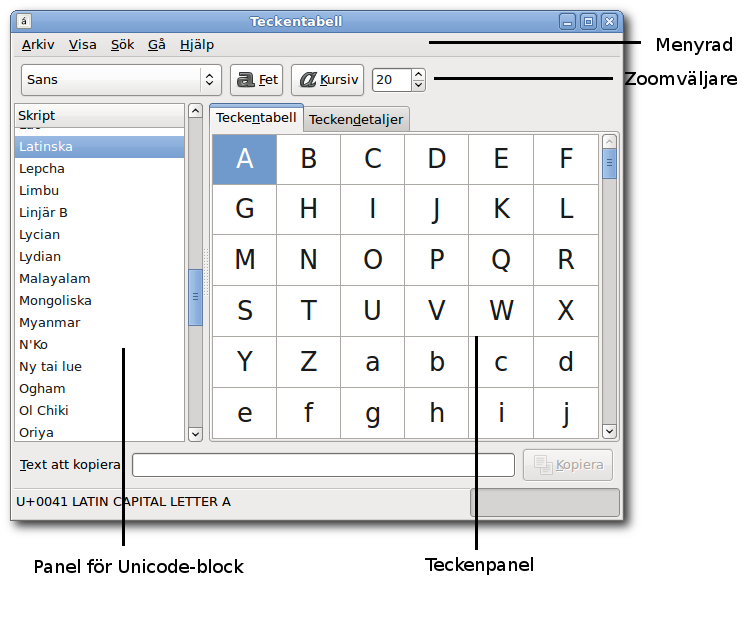 á
Teckentabell
Arkiv Visa Sök Gå Hjälp
Menyrad
Sans
a Fet
a Kursiv
20
Zoomväljare
Skript
Latinska
Lepcha
Limbu
Linjär B
Lycian
Lydian
Malayalam
Mongoliska
Myanmar
N'Ko
Ny tai lue
Ogham
Ol Chiki
Oriya
Teckentabell Teckendetaljer
A B C D E F
G H I J K L
M N O P Q R
S T U V W X
Y Z a b c d
e f g h i j
Text att kopiera:
Kopiera
U+0041 LATIN CAPITAL LETTER A
Panel för Unicode-block
Teckenpanel